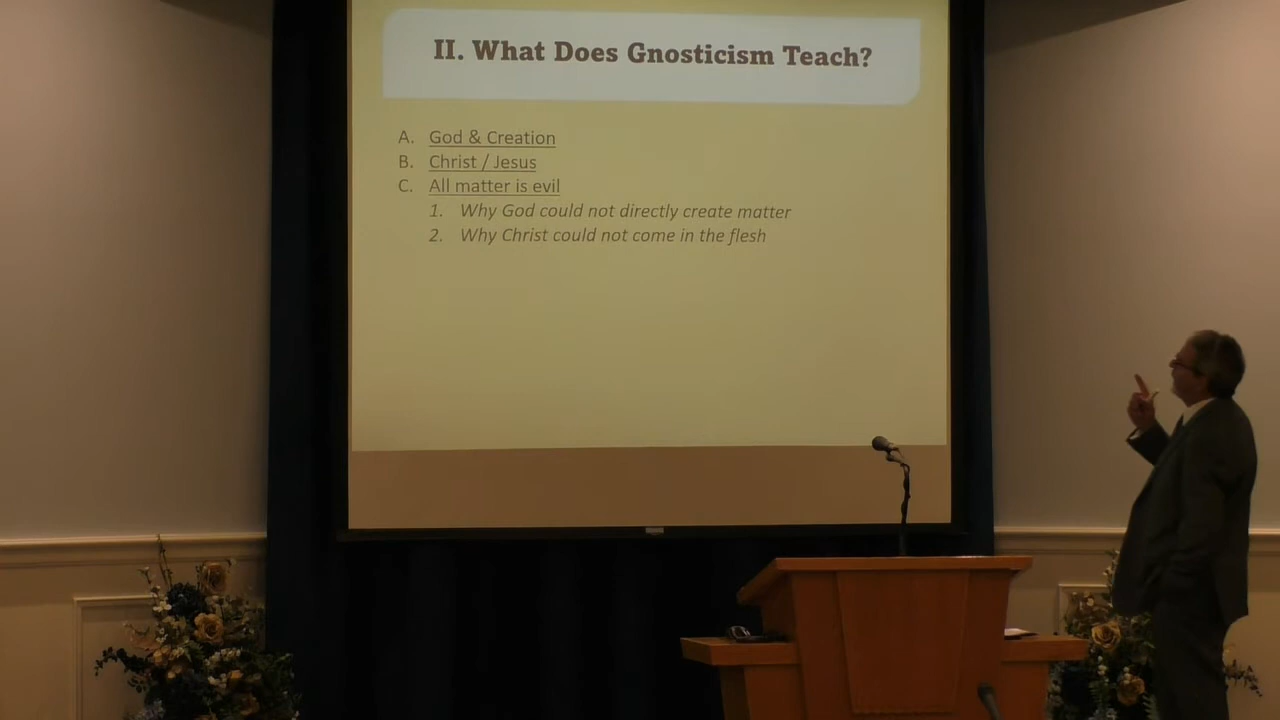 II. What Does Gnosticism Teach?
A. God & Creation
B. Christ / Jesus
C. All matter is evil
1. Why God could not directly create matter
2. Why Christ could not come in the flesh